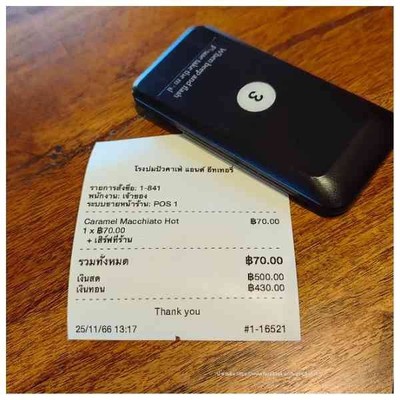 When beep and flash
3
โรงบ่มปัวคาเฟ่ แอนด์ อีทเทอรี่
รายการสั่งซื้อ: 1-841
พนักงาน: เจ้าของ
ระบบขายหน้าร้าน: POS 1
Caramel Macchiato Hot ฿70.00
1 x ฿70.00
+ เสิร์ฟที่ร้าน
รวมทั้งหมด ฿70.00
เงินสด ฿500.00
เงินทอน ฿430.00
Thank you
25/11/66 13:17 #1-16521